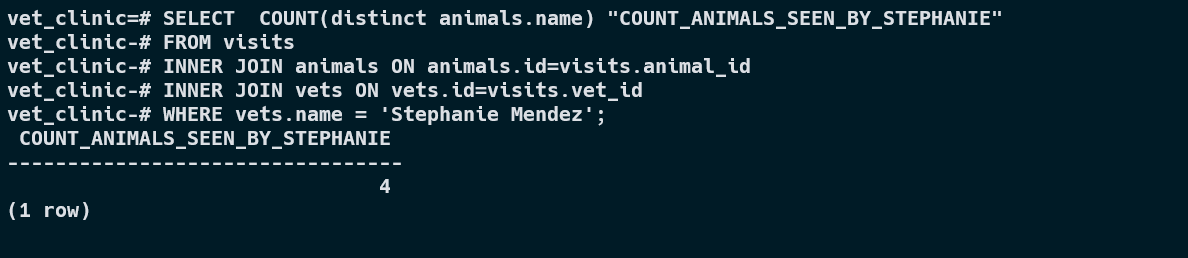 vet_clinic=# SELECT  COUNT(distinct animals.name) "COUNT_ANIMALS_SEEN_BY_STEPHANIE"
vet_clinic-# FROM visits
vet_clinic-# INNER JOIN animals ON animals.id=visits.animal_id
vet_clinic-# INNER JOIN vets ON vets.id=visits.vet_id
vet_clinic-# WHERE vets.name = 'Stephanie Mendez';
 COUNT_ANIMALS_SEEN_BY_STEPHANIE
---------------------------------
                               4
(1 row)